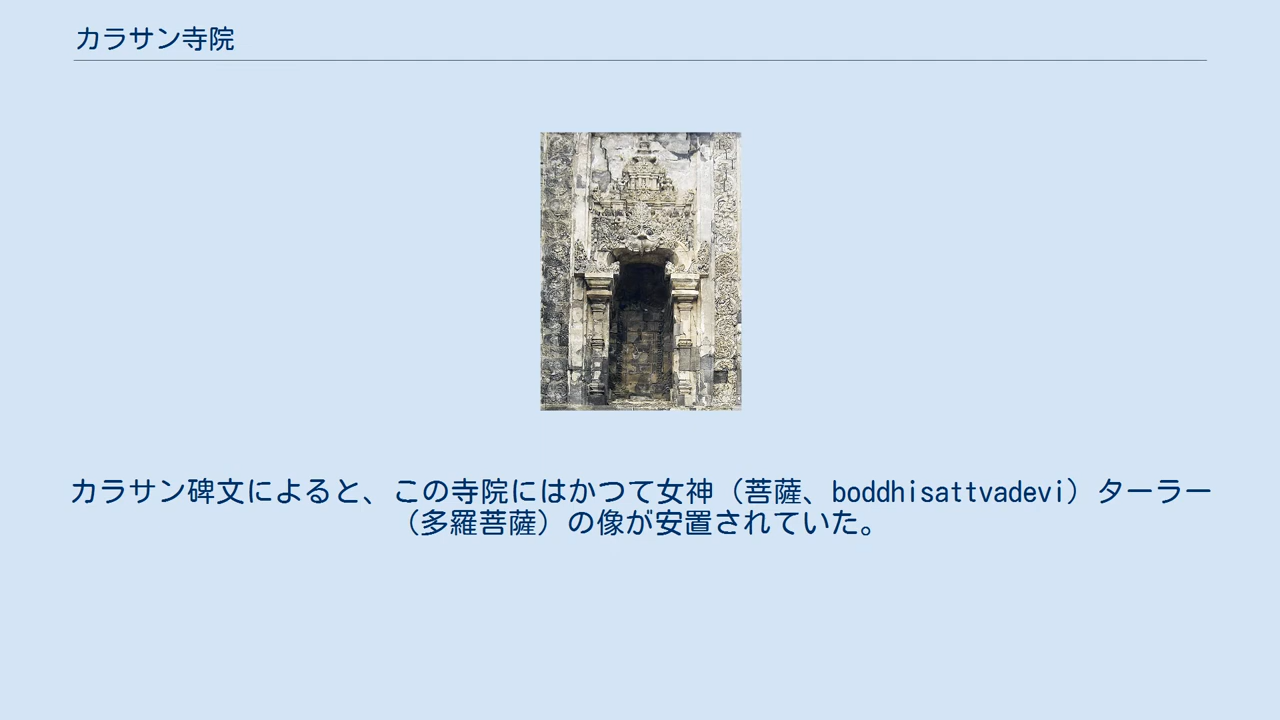 カラサン寺院
カラサン碑文によると、この寺院にはかつて女神（菩薩、boddhisattvadevi）ターラー
（多羅菩薩）の像が安置されていた。